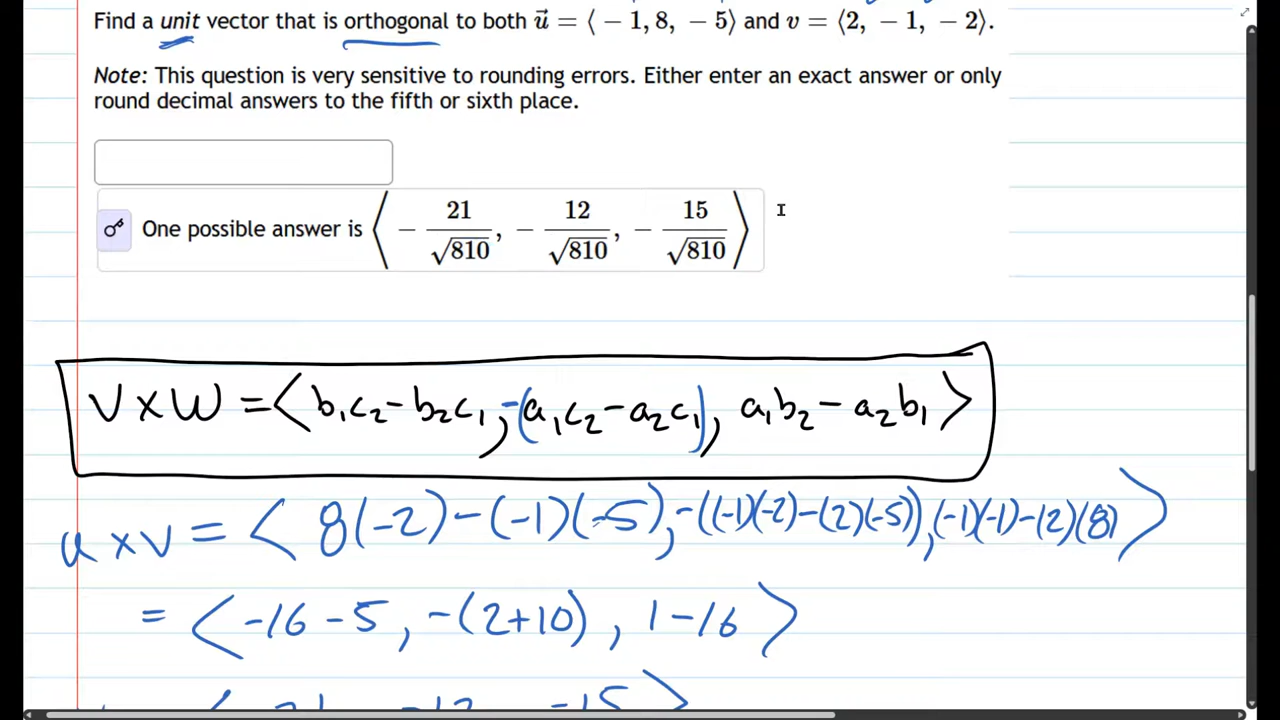 Find a unit vector that is orthogonal to both u⃗ = ⟨ − 1, 8, − 5⟩ and v = ⟨2, − 1, − 2⟩.
Note: This question is very sensitive to rounding errors. Either enter an exact answer or only
round decimal answers to the fifth or sixth place.
One possible answer is ⟨ − 21/√810, − 12/√810, − 15/√810 ⟩
V×W = ⟨ b₁c₂ − b₂c₁, −(a₁c₂ − a₂c₁), a₁b₂ − a₂b₁ ⟩
u×v = ⟨ 8(−2) − (−1)(−5), −((−1)(−2) − (2)(−5)), (−1)(−1) − (2)(8) ⟩
= ⟨ −16 − 5, −(2+10), 1 − 16 ⟩